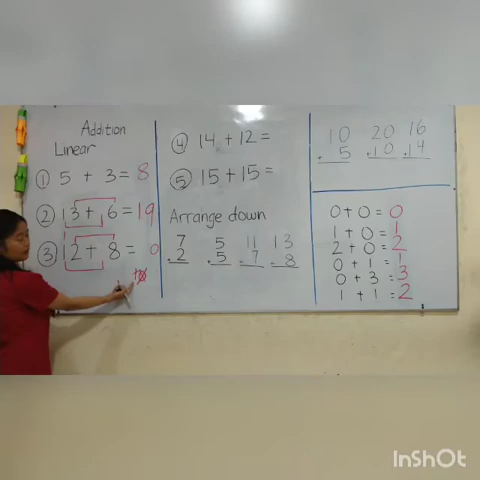 Addition
Linear
① 5 + 3 = 8
② 13 + 6 = 19
③ 12 + 8 = 0
10
④ 14 + 12 =
⑤ 15 + 15 =
Arrange down
7 5 11 13
+2 +5 +7 +8
10 20 16
+5 +10 +14
0 + 0 = 0
1 + 0 = 1
2 + 0 = 2
0 + 1 = 1
0 + 3 = 3
1 + 1 = 2
InShOt